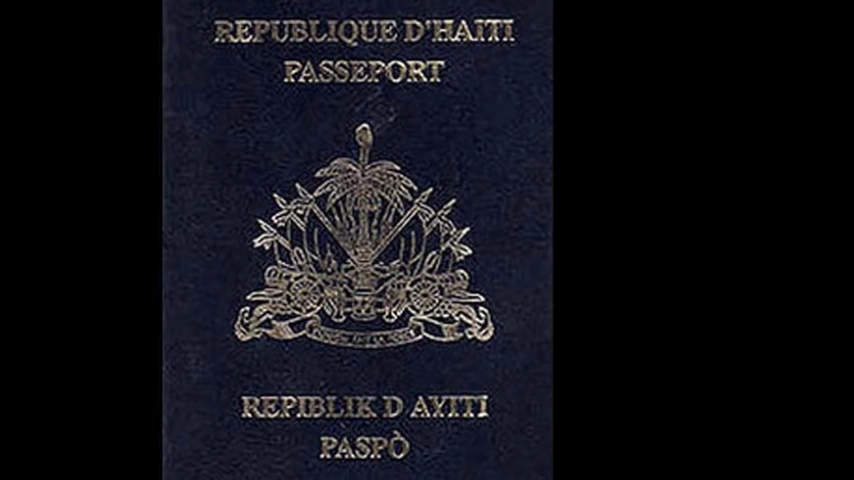 REPUBLIQUE D'HAITI
PASSEPORT
REPIBLIK D AYITI
PASPÒ